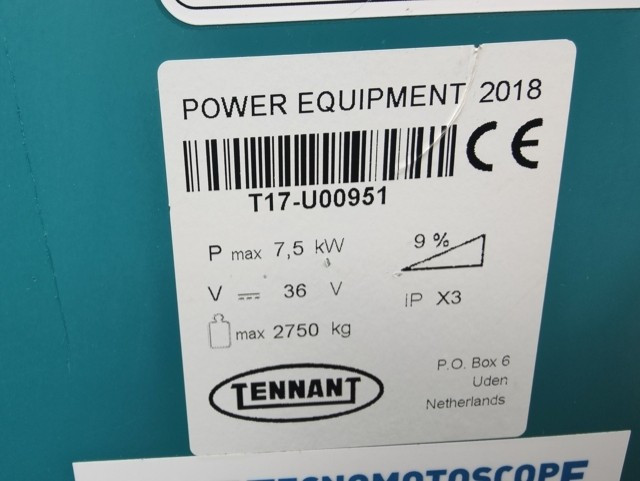 POWER EQUIPMENT 2018
CE
T17-U00951
P max 7,5 kW
9 %
V 36 V
iP X3
max 2750 kg
TENNANT
P.O. Box 6
Uden
Netherlands